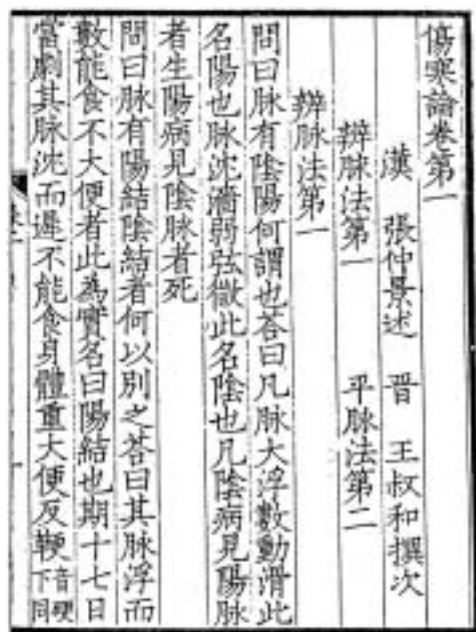 傷寒論卷第一
漢　張仲景述　晉　王叔和撰次
辨脉法第一　平脉法第二
辨脉法第一
問曰脉有陰陽何謂也荅曰凡脉大浮數動滑此
名陽也脉沈濇弱弦微此名陰也凡陰病見陽脉
者生陽病見陰脉者死
問曰脉有陽結陰結者何以別之荅曰其脉浮而
數能食不大便者此為實名曰陽結也期十七日
當劇其脉沈而遲不能食身體重大便反鞕音硬下同